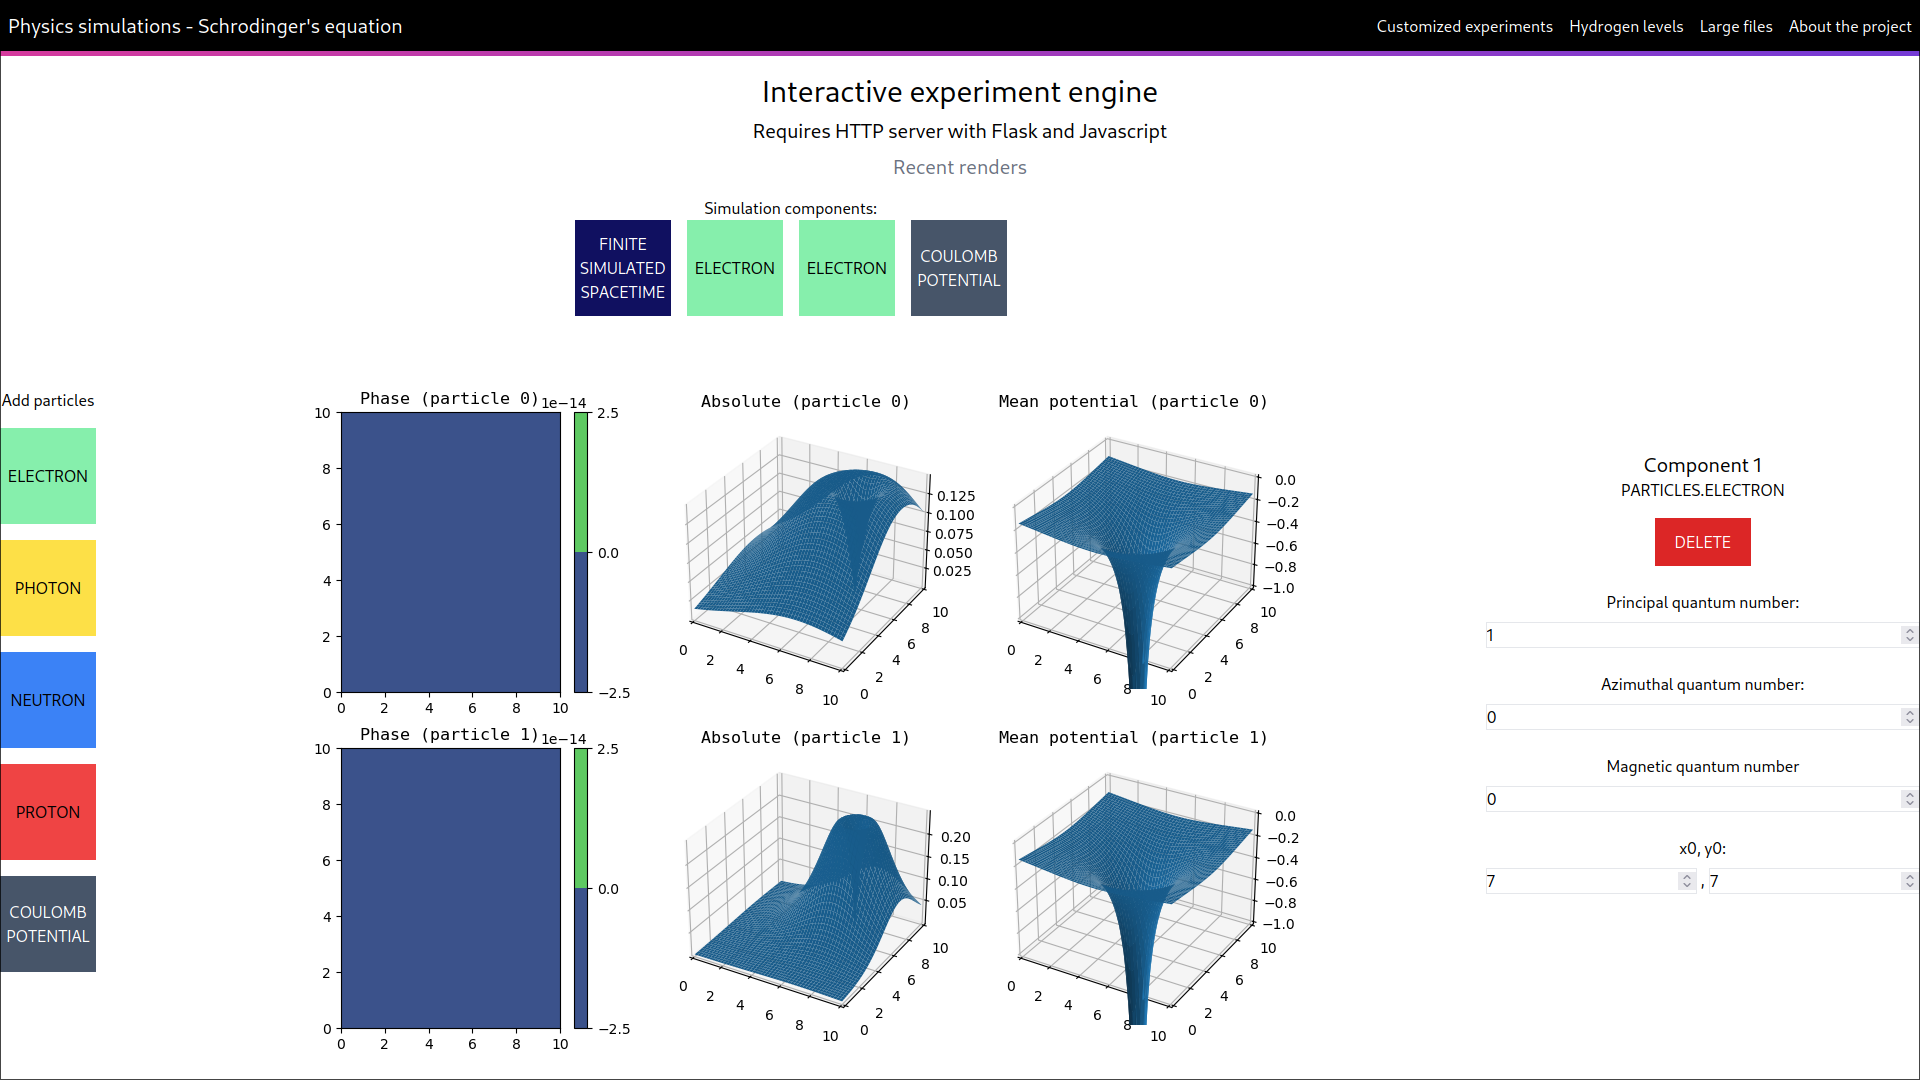 Physics simulations - Schrodinger's equation
Customized experiments
Hydrogen levels
Large files
About the project
Interactive experiment engine
Requires HTTP server with Flask and Javascript
Recent renders
Simulation components:
FINITE
SIMULATED
SPACETIME
ELECTRON
ELECTRON
COULOMB
POTENTIAL
Add particles
ELECTRON
PHOTON
NEUTRON
PROTON
COULOMB
POTENTIAL
Phase (particle 0)
1e−14
10
8
6
4
2
0
0 2 4 6 8 10
2.5
0.0
−2.5
Absolute (particle 0)
0.125
0.100
0.075
0.050
0.025
0 2 4 6 8 10
0 2 4 6 8 10
Mean potential (particle 0)
0.0
−0.2
−0.4
−0.6
−0.8
−1.0
0 2 4 6 8 10
0 2 4 6 8 10
Phase (particle 1)
1e−14
10
8
6
4
2
0
0 2 4 6 8 10
2.5
0.0
−2.5
Absolute (particle 1)
0.20
0.15
0.10
0.05
0 2 4 6 8 10
0 2 4 6 8 10
Mean potential (particle 1)
0.0
−0.2
−0.4
−0.6
−0.8
−1.0
0 2 4 6 8 10
0 2 4 6 8 10
Component 1
PARTICLES.ELECTRON
DELETE
Principal quantum number:
1
Azimuthal quantum number:
0
Magnetic quantum number
0
x0, y0:
7 , 7